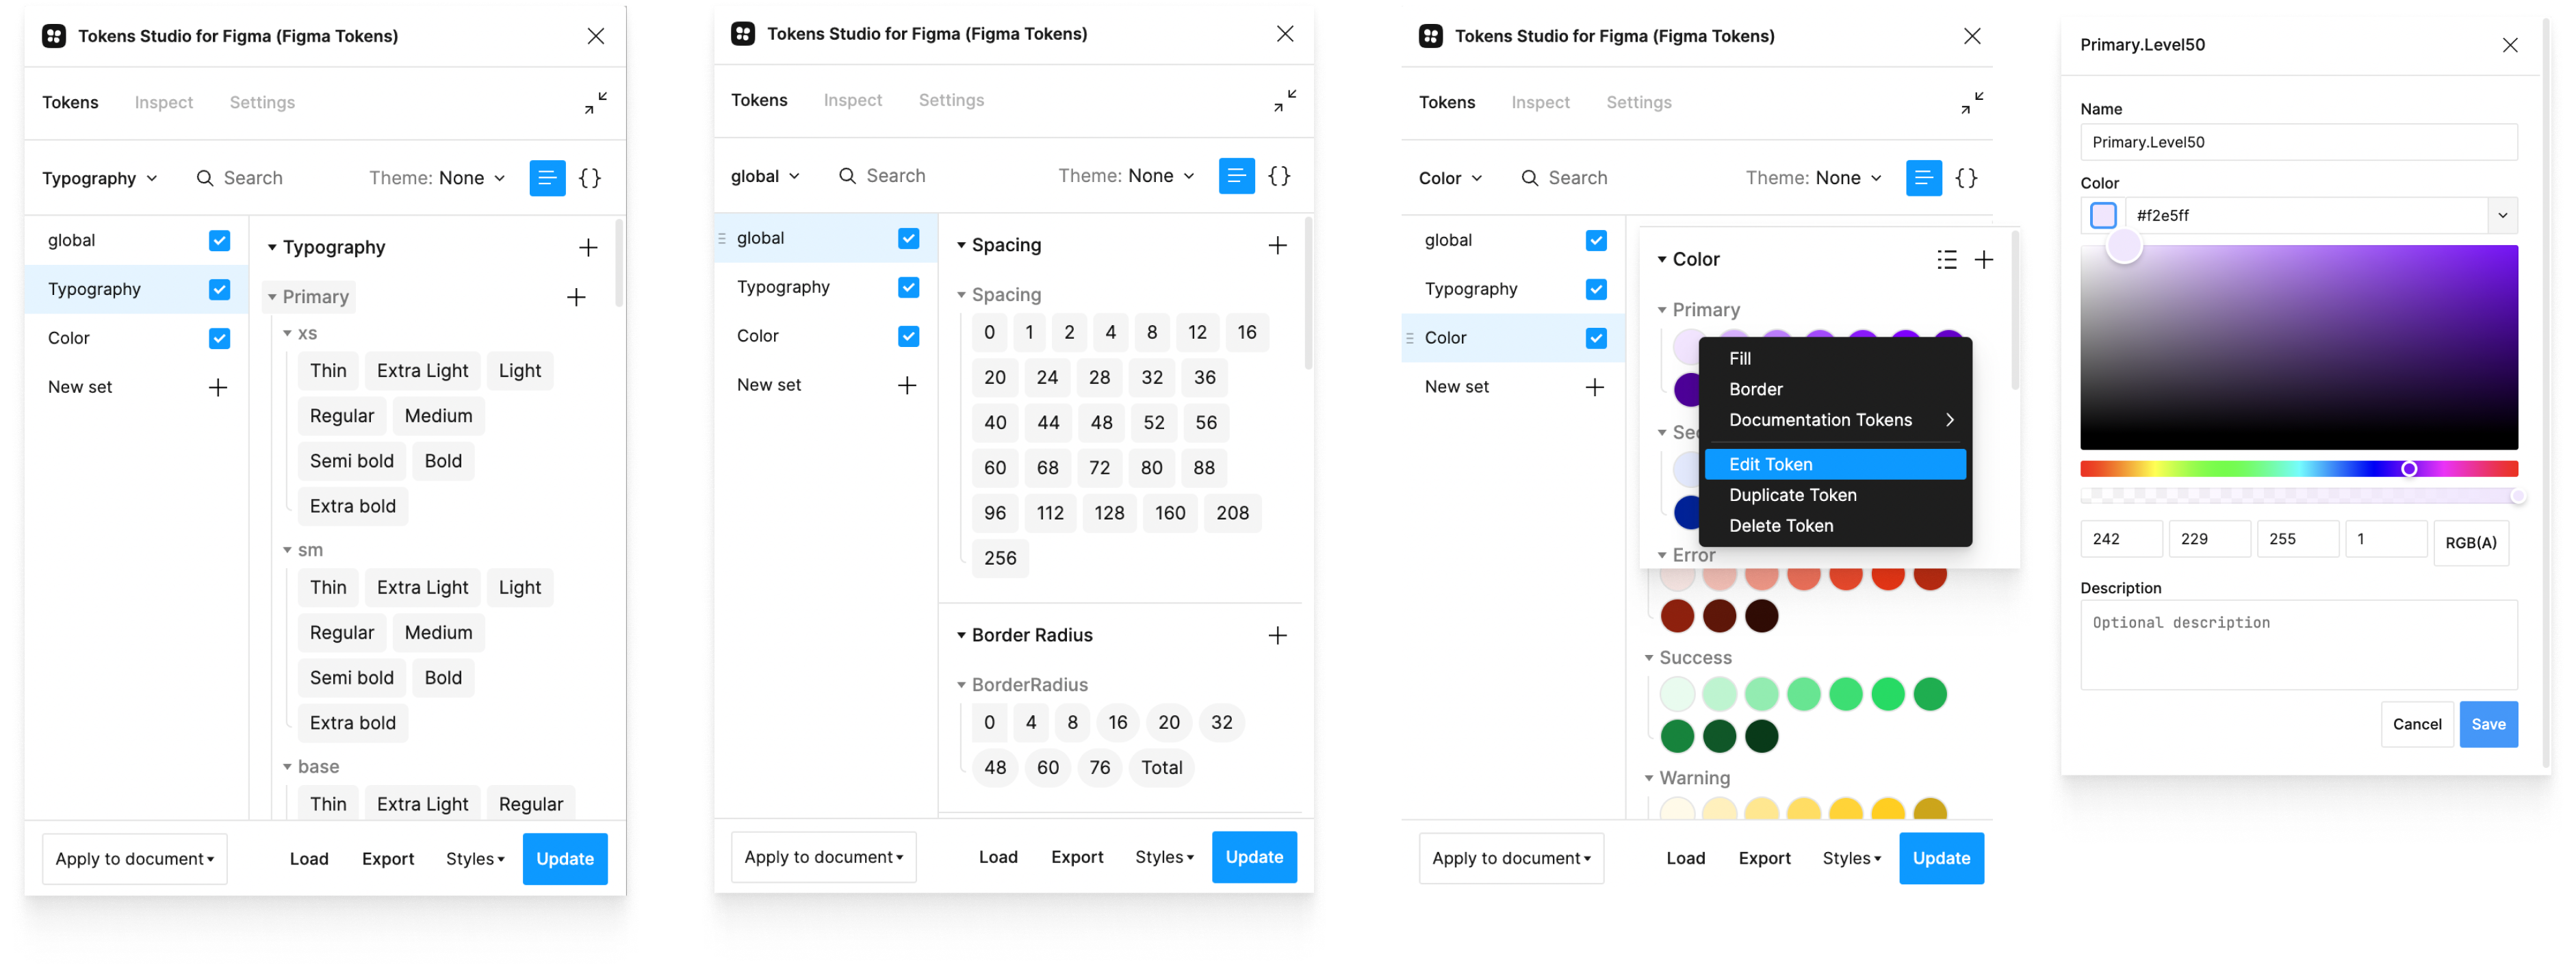 Tokens Studio for Figma (Figma Tokens)
Tokens Inspect Settings
Typography Search Theme: None {}
global
Typography
Color
New set
Typography
Primary
xs
Thin Extra Light Light
Regular Medium
Semi bold Bold
Extra bold
sm
Thin Extra Light Light
Regular Medium
Semi bold Bold
Extra bold
base
Thin Extra Light Regular
Apply to document Load Export Styles Update
Tokens Studio for Figma (Figma Tokens)
Tokens Inspect Settings
global Search Theme: None {}
global
Typography
Color
New set
Spacing
Spacing
0 1 2 4 8 12 16
20 24 28 32 36
40 44 48 52 56
60 68 72 80 88
96 112 128 160 208
256
Border Radius
BorderRadius
0 4 8 16 20 32
48 60 76 Total
Apply to document Load Export Styles Update
Tokens Studio for Figma (Figma Tokens)
Tokens Inspect Settings
Color Search Theme: None {}
global
Typography
Color
New set
Color
Primary
Fill
Border
Documentation Tokens
Edit Token
Duplicate Token
Delete Token
Error
Success
Warning
Apply to document Load Export Styles Update
Primary.Level50
Name
Primary.Level50
Color
#f2e5ff
242 229 255 1 RGB(A)
Description
Optional description
Cancel Save